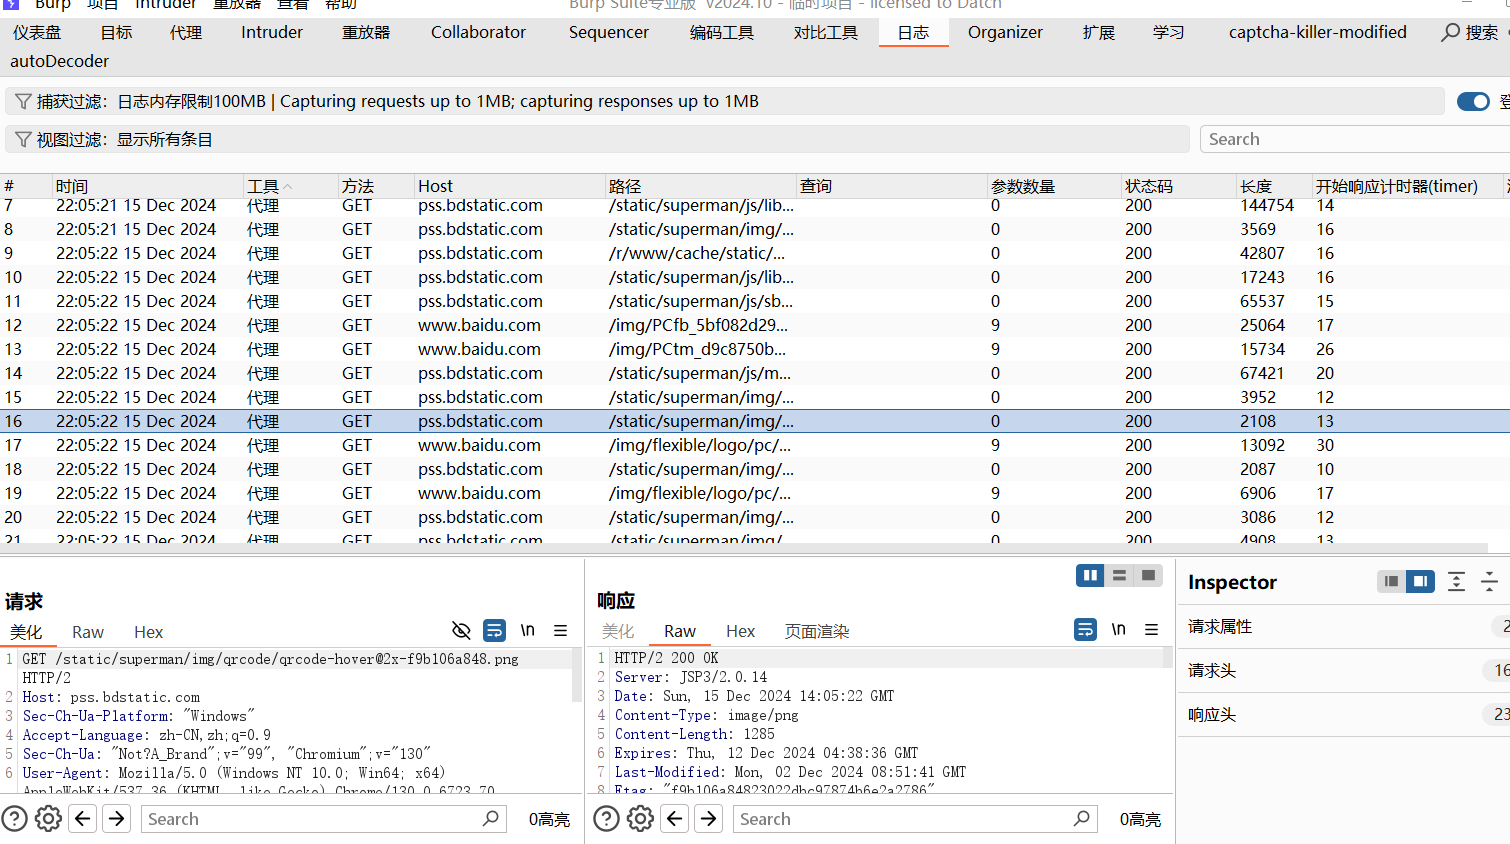 Burp 项目 Intruder 重放器 查看 帮助 Burp Suite专业版 v2024.10 - 临时项目 - licensed to Datch
仪表盘 目标 代理 Intruder 重放器 Collaborator Sequencer 编码工具 对比工具 日志 Organizer 扩展 学习 captcha-killer-modified 搜索
autoDecoder
捕获过滤: 日志内存限制100MB | Capturing requests up to 1MB; capturing responses up to 1MB
视图过滤: 显示所有条目 Search
# 时间 工具 方法 Host 路径 查询 参数数量 状态码 长度 开始响应计时器(timer)
7 22:05:21 15 Dec 2024 代理 GET pss.bdstatic.com /static/superman/js/lib... 0 200 144754 14
8 22:05:21 15 Dec 2024 代理 GET pss.bdstatic.com /static/superman/img/... 0 200 3569 16
9 22:05:22 15 Dec 2024 代理 GET pss.bdstatic.com /r/www/cache/static/... 0 200 42807 16
10 22:05:22 15 Dec 2024 代理 GET pss.bdstatic.com /static/superman/js/lib... 0 200 17243 16
11 22:05:22 15 Dec 2024 代理 GET pss.bdstatic.com /static/superman/js/sb... 0 200 65537 15
12 22:05:22 15 Dec 2024 代理 GET www.baidu.com /img/PCfb_5bf082d29... 9 200 25064 17
13 22:05:22 15 Dec 2024 代理 GET www.baidu.com /img/PCtm_d9c8750b... 9 200 15734 26
14 22:05:22 15 Dec 2024 代理 GET pss.bdstatic.com /static/superman/js/m... 0 200 67421 20
15 22:05:22 15 Dec 2024 代理 GET pss.bdstatic.com /static/superman/img/... 0 200 3952 12
16 22:05:22 15 Dec 2024 代理 GET pss.bdstatic.com /static/superman/img/... 0 200 2108 13
17 22:05:22 15 Dec 2024 代理 GET www.baidu.com /img/flexible/logo/pc/... 9 200 13092 30
18 22:05:22 15 Dec 2024 代理 GET pss.bdstatic.com /static/superman/img/... 0 200 2087 10
19 22:05:22 15 Dec 2024 代理 GET www.baidu.com /img/flexible/logo/pc/... 9 200 6906 17
20 22:05:22 15 Dec 2024 代理 GET pss.bdstatic.com /static/superman/img/... 0 200 3086 12
21 22:05:22 15 Dec 2024 代理 GET pss.bdstatic.com /static/superman/img/... 0 200 4908 13
请求
美化 Raw Hex \n
1 GET /static/superman/img/qrcode/qrcode-hover@2x-f9b106a848.png
HTTP/2
2 Host: pss.bdstatic.com
3 Sec-Ch-Ua-Platform: "Windows"
4 Accept-Language: zh-CN,zh;q=0.9
5 Sec-Ch-Ua: "Not?A_Brand";v="99", "Chromium";v="130"
6 User-Agent: Mozilla/5.0 (Windows NT 10.0; Win64; x64)
AppleWebKit/537.36 (KHTML, like Gecko) Chrome/130.0.6723.70
Search 0高亮
响应
美化 Raw Hex 页面渲染 \n
1 HTTP/2 200 OK
2 Server: JSP3/2.0.14
3 Date: Sun, 15 Dec 2024 14:05:22 GMT
4 Content-Type: image/png
5 Content-Length: 1285
6 Expires: Thu, 12 Dec 2024 04:38:36 GMT
7 Last-Modified: Mon, 02 Dec 2024 08:51:41 GMT
8 Etag: "f9b106a84823022dbc97874b6e2a2786"
Search 0高亮
Inspector
请求属性 2
请求头 16
响应头 23